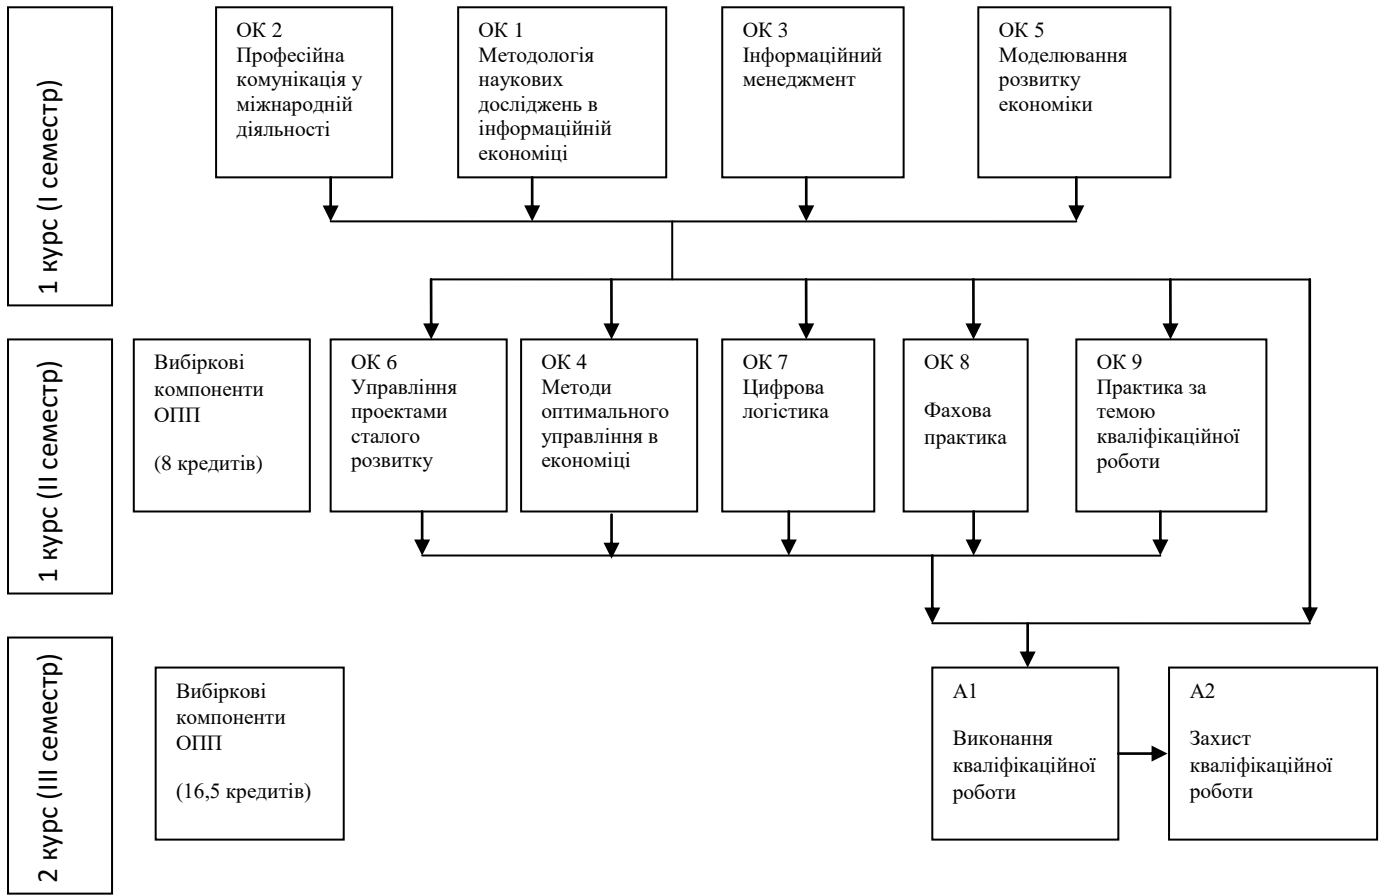 1 курс (І семестр)
ОК 2
Професійна
комунікація у
міжнародній
діяльності
ОК 1
Методологія
наукових
досліджень в
інформаційній
економіці
ОК 3
Інформаційний
менеджмент
ОК 5
Моделювання
розвитку
економіки
1 курс (ІІ семестр)
Вибіркові
компоненти
ОПП
(8 кредитів)
ОК 6
Управління
проектами
сталого
розвитку
ОК 4
Методи
оптимального
управління в
економіці
ОК 7
Цифрова
логістика
ОК 8
Фахова
практика
ОК 9
Практика за
темою
кваліфікаційної
роботи
2 курс (ІІІ семестр)
Вибіркові
компоненти
ОПП
(16,5 кредитів)
А1
Виконання
кваліфікаційної
роботи
А2
Захист
кваліфікаційної
роботи